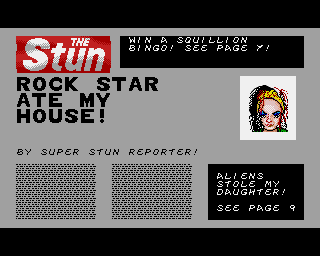 THE
Stun
WIN A SQUILLION
BINGO! SEE PAGE 7!
ROCK STAR
ATE MY
HOUSE!
BY SUPER STUN REPORTER!
ALIENS
STOLE MY
DAUGHTER!
SEE PAGE 9